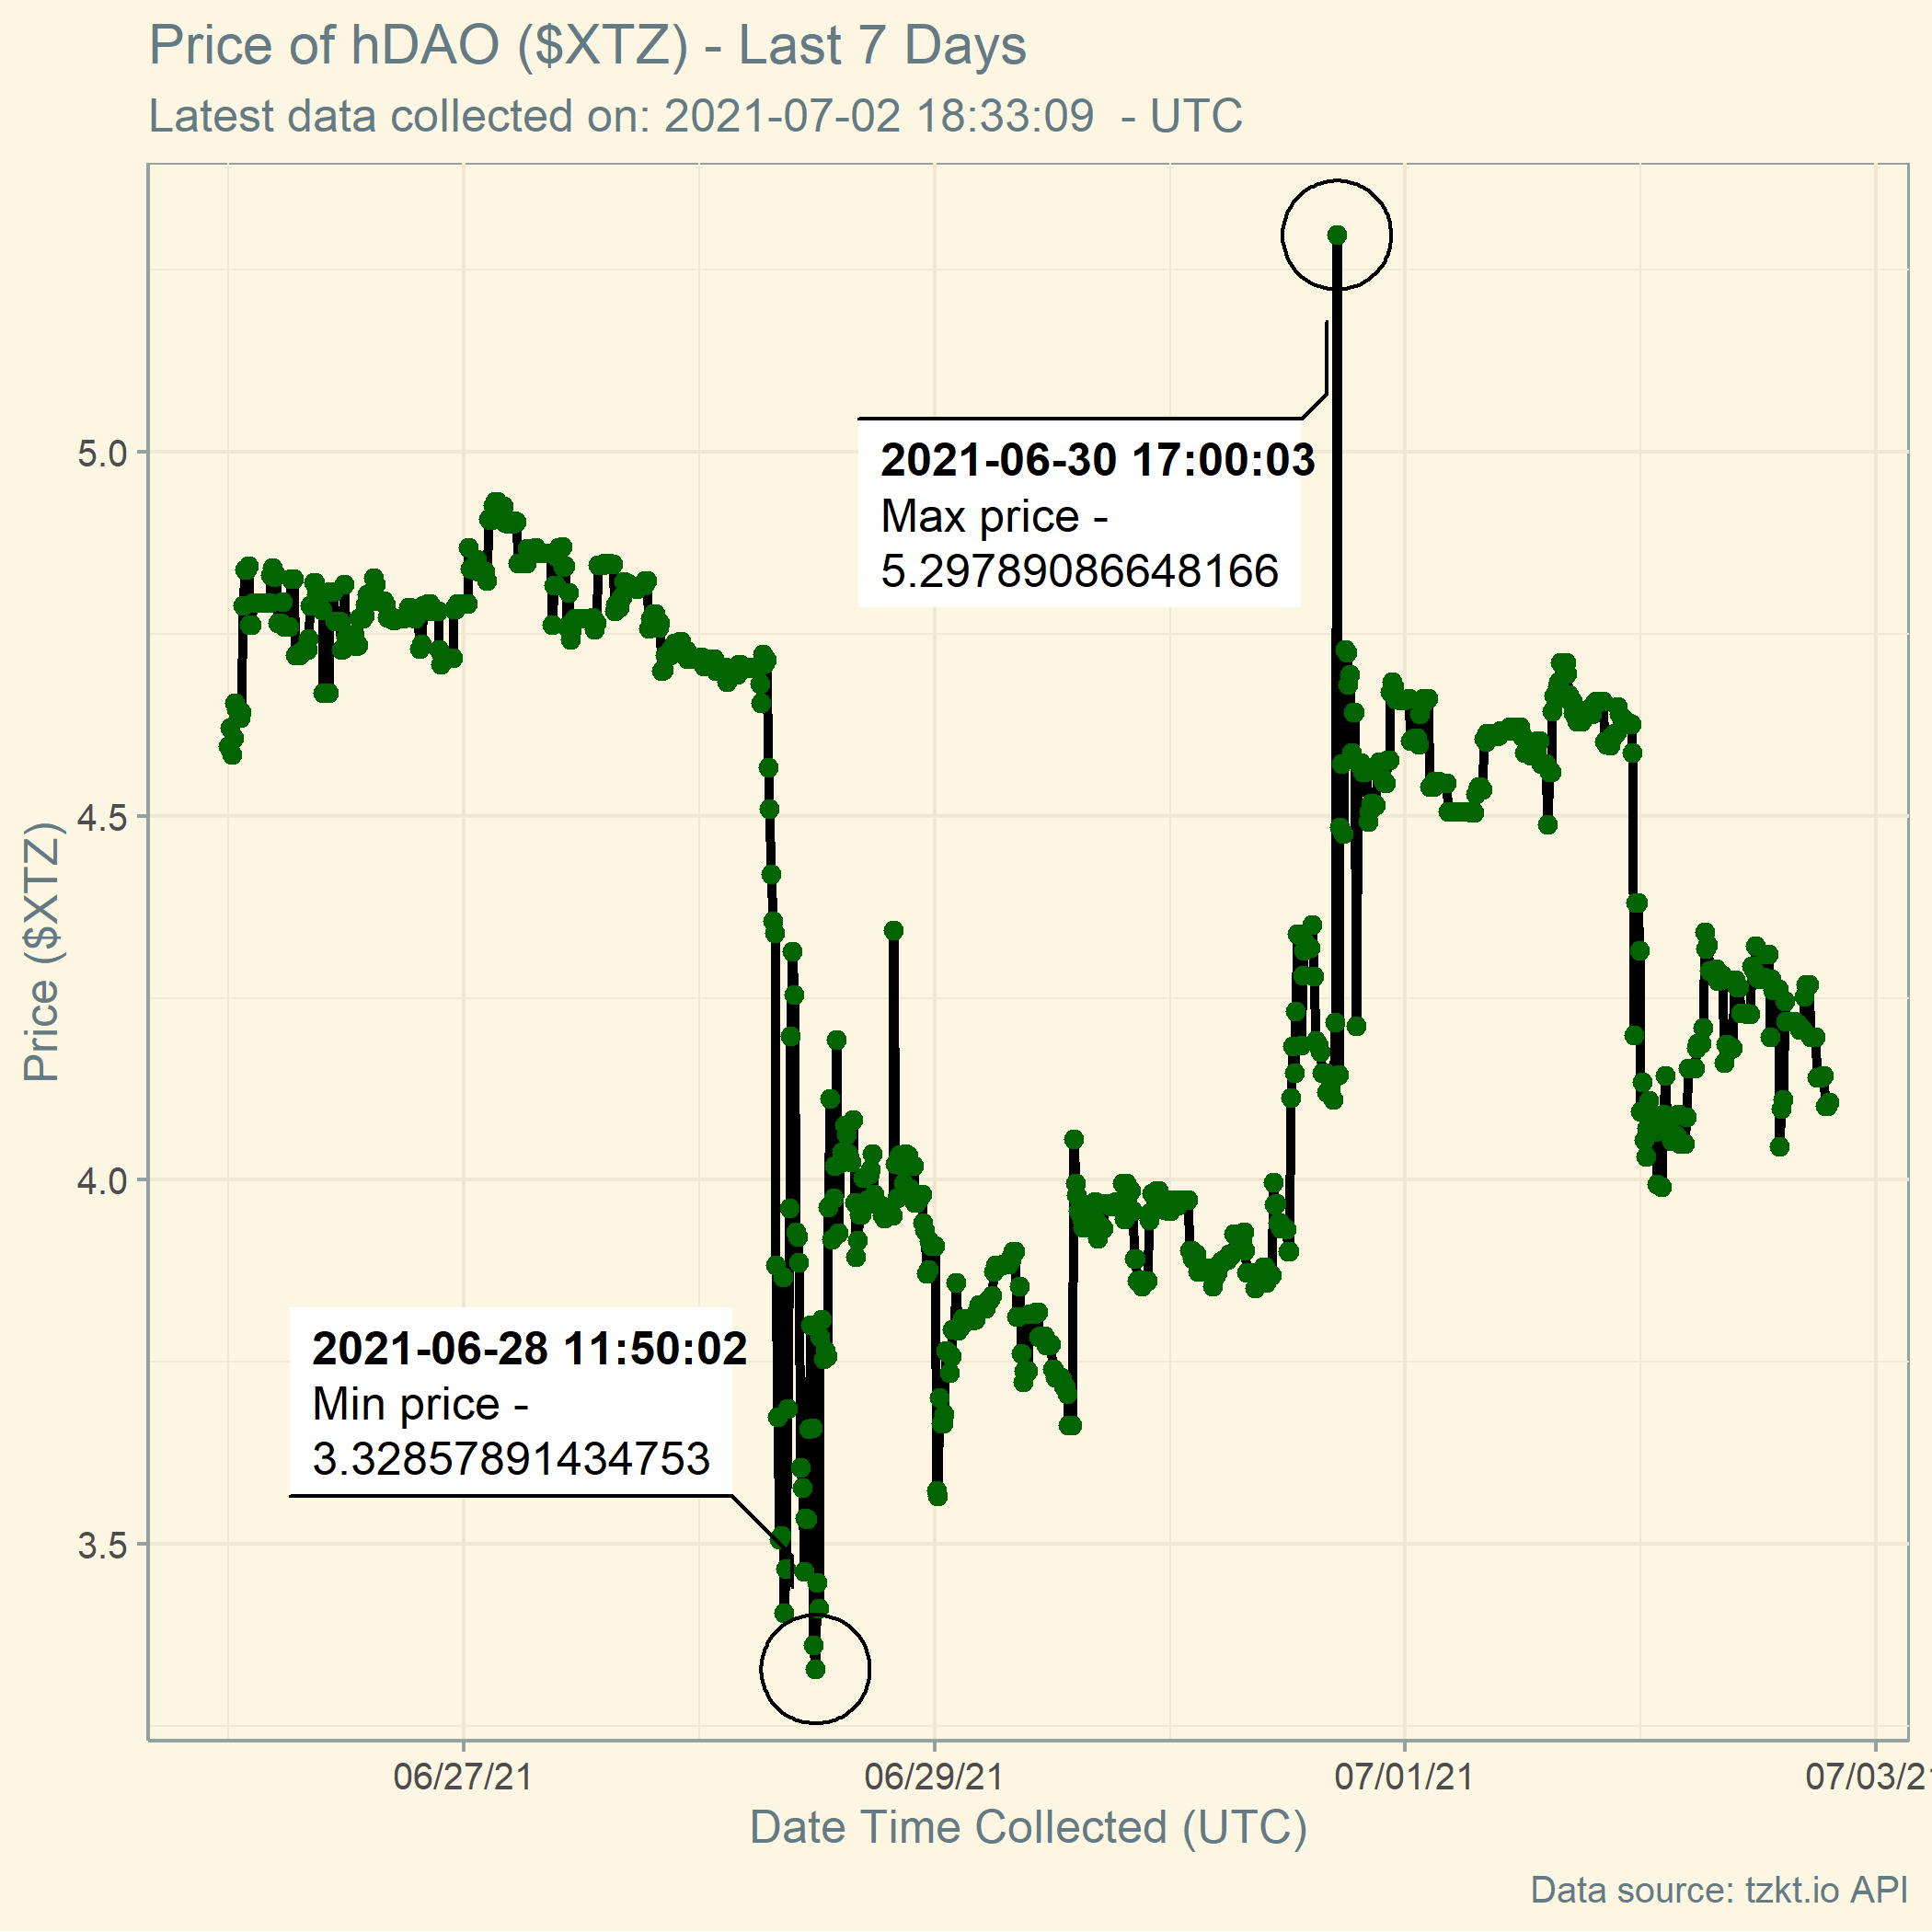 Price of hDAO ($XTZ) - Last 7 Days
Latest data collected on: 2021-07-02 18:33:09  - UTC
Price ($XTZ)
5.0
4.5
4.0
3.5
2021-06-30 17:00:03
Max price -
5.29789086648166
2021-06-28 11:50:02
Min price -
3.32857891434753
06/27/21
06/29/21
07/01/21
07/03/21
Date Time Collected (UTC)
Data source: tzkt.io API